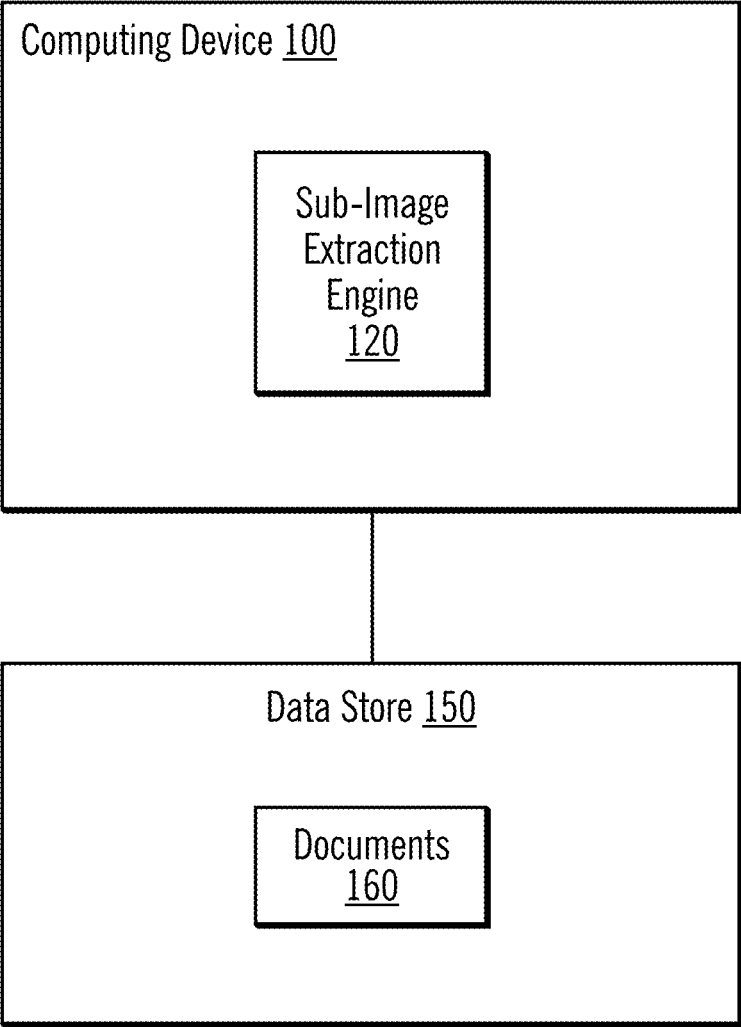 Computing Device 100
Sub-Image
Extraction
Engine
120
Data Store 150
Documents
160